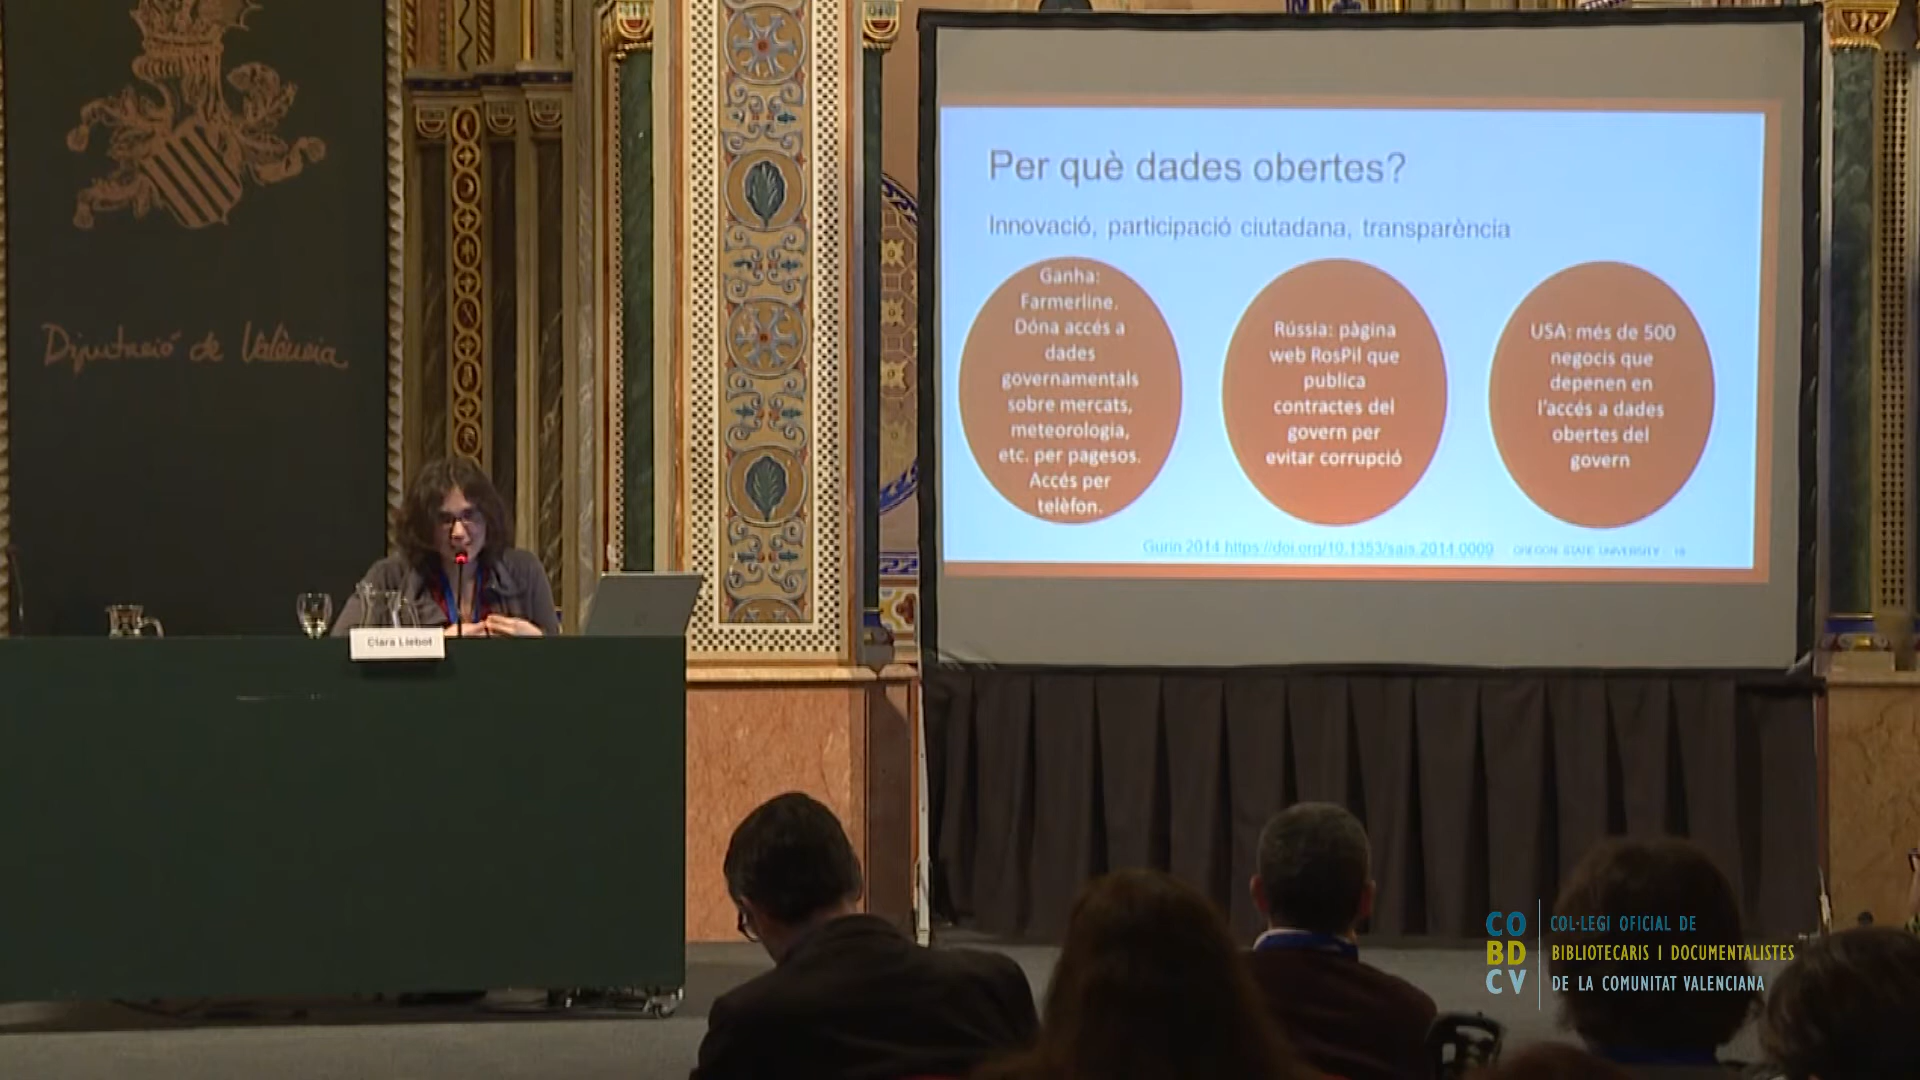 Diputació de València
Clara Llebot
Per què dades obertes?
Innovació, participació ciutadana, transparència
Ganha:
Farmerline.
Dóna accés a
dades
governamentals
sobre mercats,
meteorologia,
etc. per pagesos.
Accés per
telèfon.
Rússia: pàgina
web RosPil que
publica
contractes del
govern per
evitar corrupció
USA: més de 500
negocis que
depenen en
l'accés a dades
obertes del
govern
Gurin 2014 https://doi.org/10.1353/sais.2014.0009
OREGON STATE UNIVERSITY
CO
BD
CV
COL·LEGI OFICIAL DE
BIBLIOTECARIS I DOCUMENTALISTES
DE LA COMUNITAT VALENCIANA